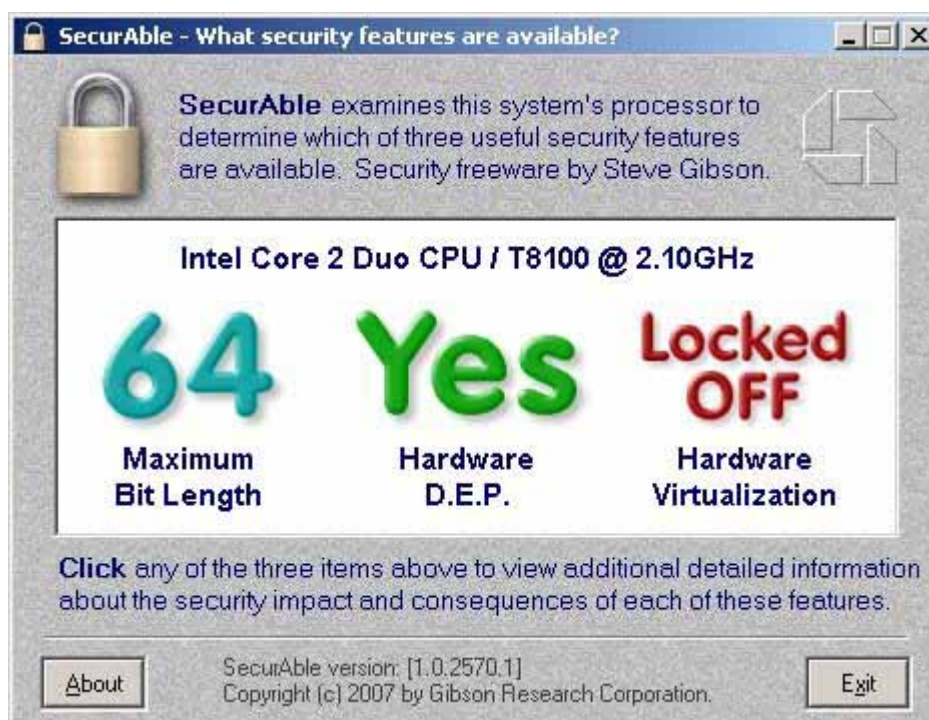 SecurAble - What security features are available?
SecurAble examines this system's processor to
determine which of three useful security features
are available. Security freeware by Steve Gibson.
Intel Core 2 Duo CPU / T8100 @ 2.10GHz
64 Yes Locked
OFF
Maximum Hardware Hardware
Bit Length D.E.P. Virtualization
Click any of the three items above to view additional detailed information
about the security impact and consequences of each of these features.
About
SecurAble version: [1.0.2570.1]
Copyright (c) 2007 by Gibson Research Corporation.
Exit